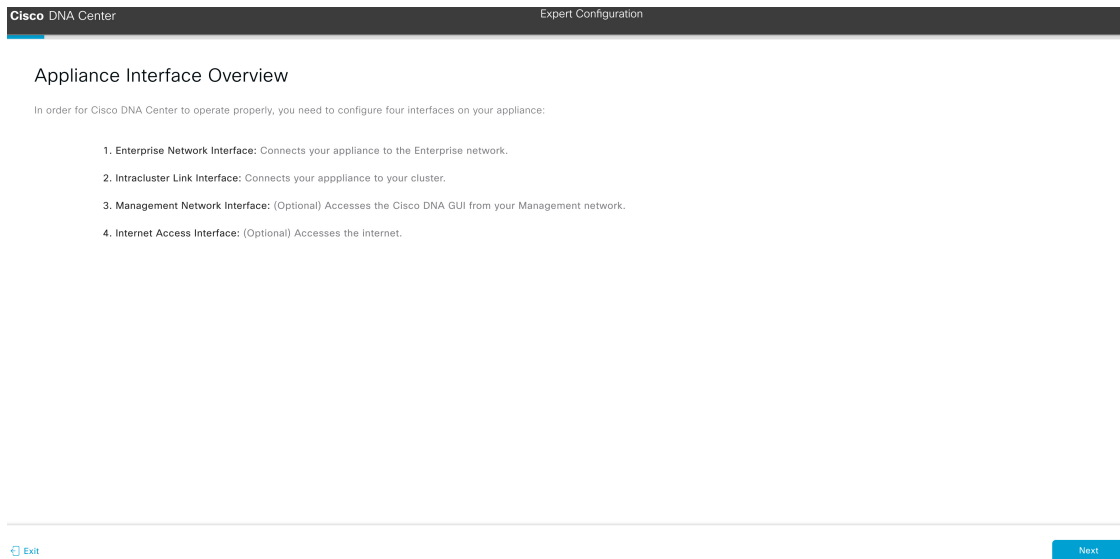 Cisco DNA Center
Expert Configuration
Appliance Interface Overview
In order for Cisco DNA Center to operate properly, you need to configure four interfaces on your appliance:
1. Enterprise Network Interface: Connects your appliance to the Enterprise network.
2. Intracluster Link Interface: Connects your apppliance to your cluster.
3. Management Network Interface: (Optional) Accesses the Cisco DNA GUI from your Management network.
4. Internet Access Interface: (Optional) Accesses the internet.
Exit
Next